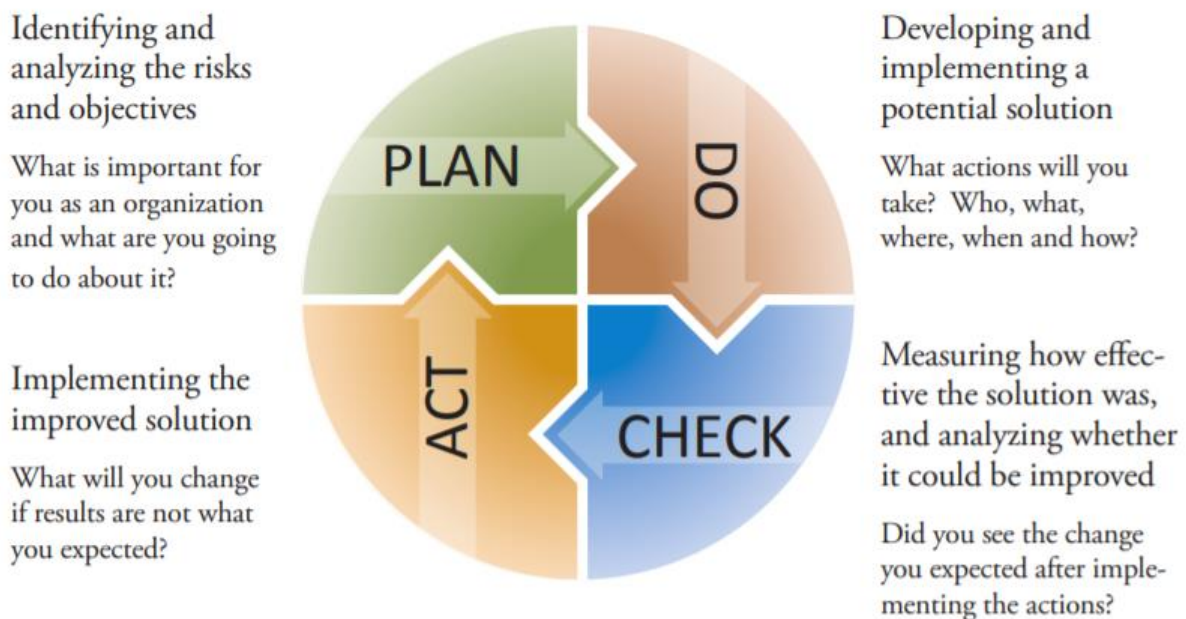 Identifying and
analyzing the risks
and objectives
What is important for
you as an organization
and what are you going
to do about it?
PLAN
DO
Developing and
implementing a
potential solution
What actions will you
take? Who, what,
where, when and how?
Implementing the
improved solution
What will you change
if results are not what
you expected?
ACT
CHECK
Measuring how effec-
tive the solution was,
and analyzing whether
it could be improved
Did you see the change
you expected after imple-
menting the actions?